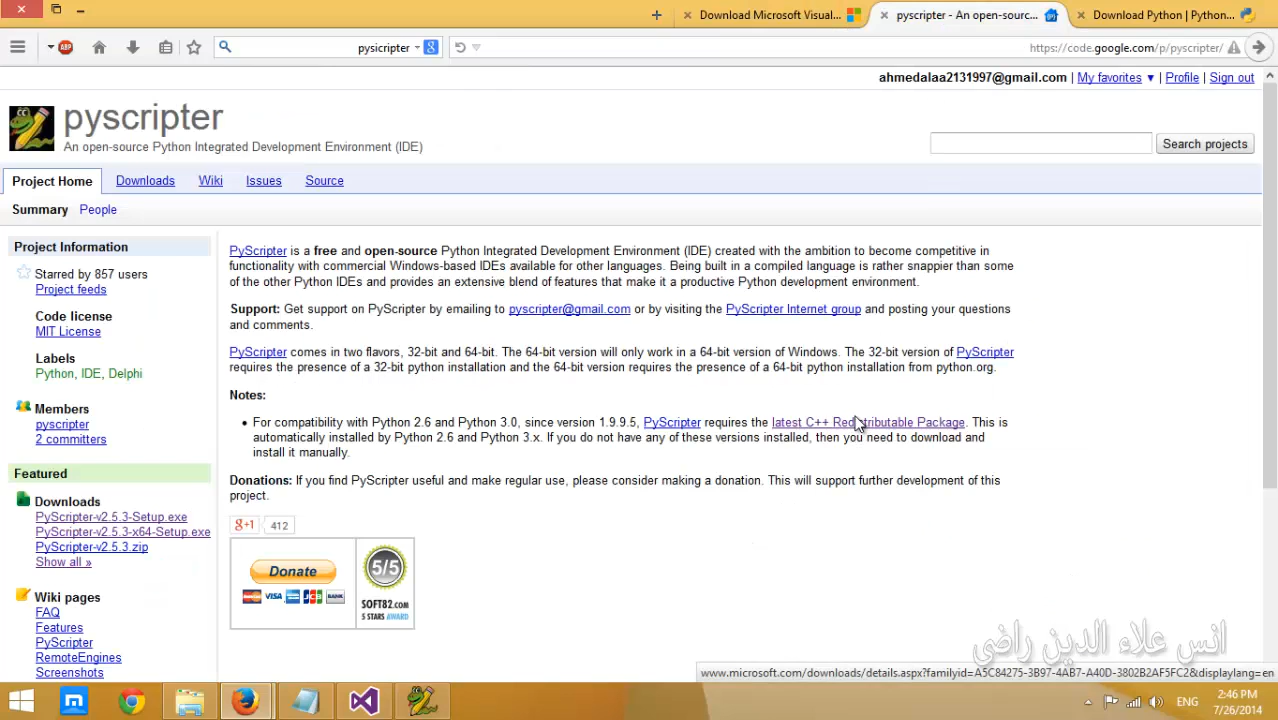 Download Microsoft Visual...
pyscripter - An open-sourc...
Download Python | Python...
ABP
pysicripter
https://code.google.com/p/pyscripter/
ahmedalaa2131997@gmail.com | My favorites ▼ | Profile | Sign out
pyscripter
An open-source Python Integrated Development Environment (IDE)
Search projects
Project Home
Downloads
Wiki
Issues
Source
Summary People
Project Information
Starred by 857 users
Project feeds
Code license
MIT License
Labels
Python, IDE, Delphi
Members
pyscripter
2 committers
Featured
Downloads
PyScripter-v2.5.3-Setup.exe
PyScripter-v2.5.3-x64-Setup.exe
PyScripter-v2.5.3.zip
Show all »
Wiki pages
FAQ
Features
PyScripter
RemoteEngines
Screenshots
PyScripter is a free and open-source Python Integrated Development Environment (IDE) created with the ambition to become competitive in
functionality with commercial Windows-based IDEs available for other languages. Being built in a compiled language is rather snappier than some
of the other Python IDEs and provides an extensive blend of features that make it a productive Python development environment.
Support: Get support on PyScripter by emailing to pyscripter@gmail.com or by visiting the PyScripter Internet group and posting your questions
and comments.
PyScripter comes in two flavors, 32-bit and 64-bit. The 64-bit version will only work in a 64-bit version of Windows. The 32-bit version of PyScripter
requires the presence of a 32-bit python installation and the 64-bit version requires the presence of a 64-bit python installation from python.org.
Notes:
• For compatibility with Python 2.6 and Python 3.0, since version 1.9.9.5, PyScripter requires the latest C++ Redistributable Package. This is
automatically installed by Python 2.6 and Python 3.x. If you do not have any of these versions installed, then you need to download and
install it manually.
Donations: If you find PyScripter useful and make regular use, please consider making a donation. This will support further development of this
project.
g+1 412
Donate
VISA
BANK
5/5
SOFT82.COM
5 STARS AWARD
انس علاء الدين راضى
www.microsoft.com/downloads/details.aspx?familyid=A5C84275-3B97-4AB7-A40D-3802B2AF5FC2&displaylang=en
ENG
2:46 PM
7/26/2014